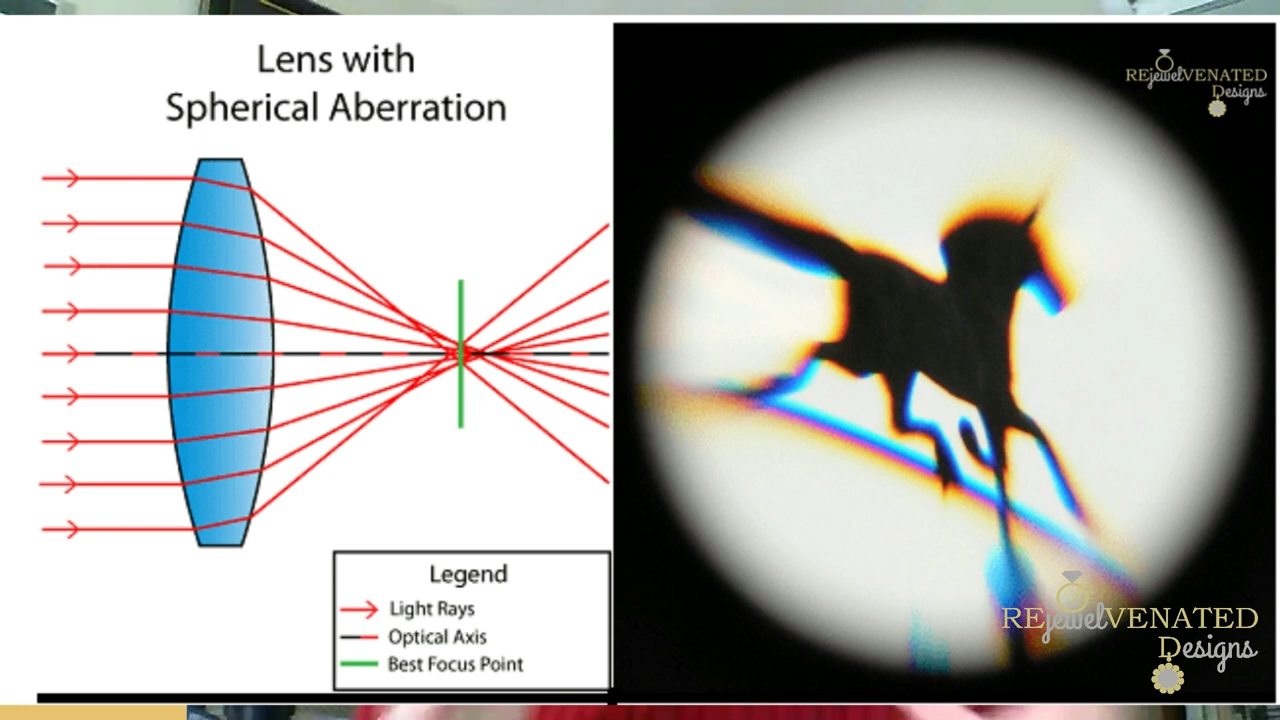 Lens with
Spherical Aberration
Legend
Light Rays
Optical Axis
Best Focus Point
REjewelVENATED
Designs
REjewelVENATED
Designs